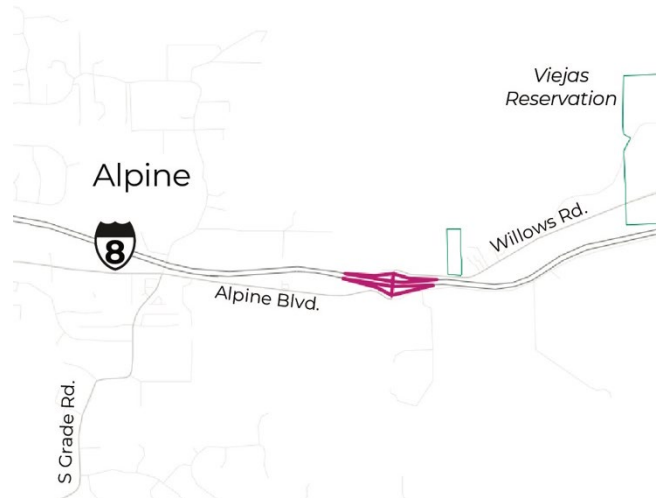 Viejas
Reservation
Alpine
8
Willows Rd.
Alpine Blvd.
S Grade Rd.